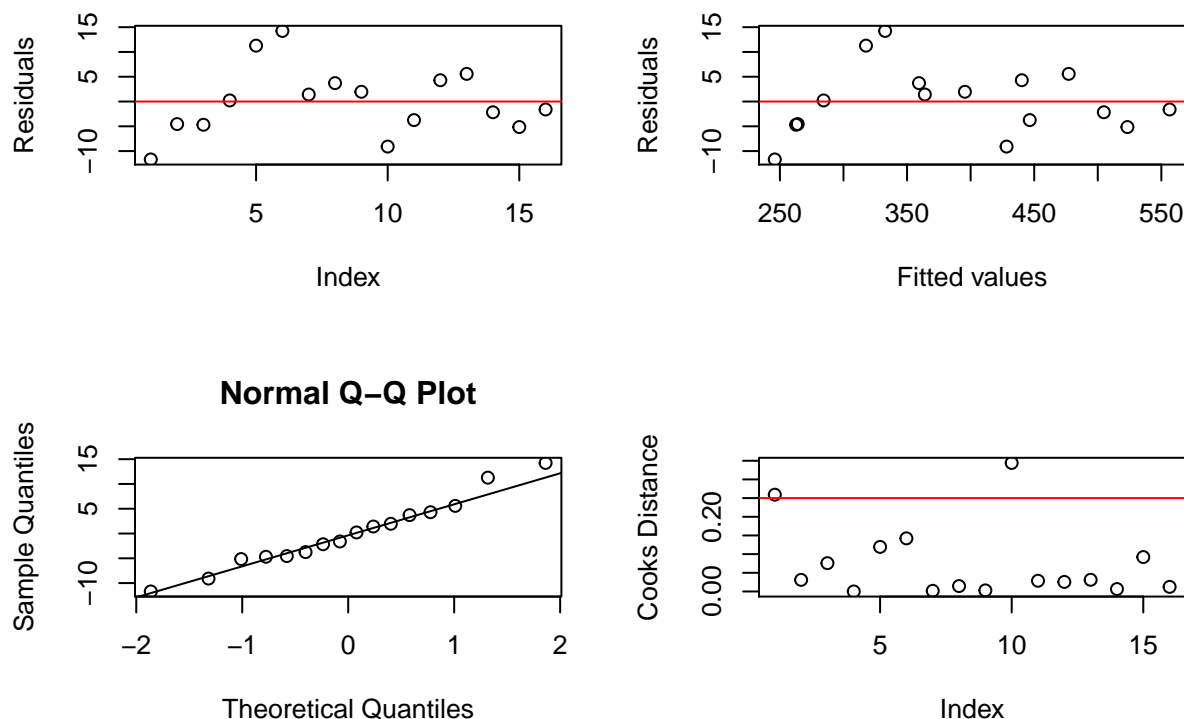 Residuals
15
5
−10
5
10
15
Index
Residuals
15
5
−10
250
350
450
550
Fitted values
Normal Q−Q Plot
Sample Quantiles
15
5
−10
−2
−1
0
1
2
Theoretical Quantiles
Cooks Distance
0.20
0.00
5
10
15
Index